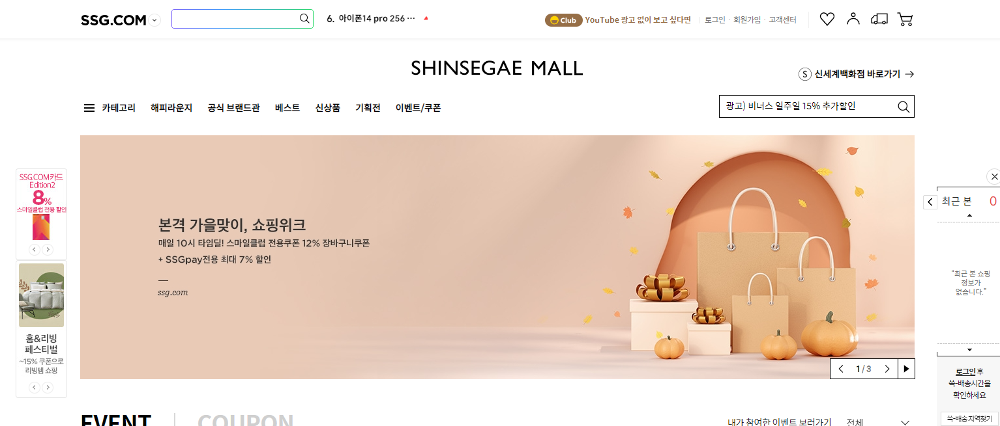 SSG.COM
6. 아이폰14 pro 256 ···
Club YouTube 광고 없이 보고 싶다면
로그인 · 회원가입 · 고객센터
SHINSEGAE MALL
S 신세계백화점 바로가기
카테고리 해피라운지 공식 브랜드관 베스트 신상품 기획전 이벤트/쿠폰
광고) 비너스 일주일 15% 추가할인
SSG.COM카드
Edition2
8%
스마일클럽 전용 할인
홈&리빙
페스티벌
~15% 쿠폰으로
리빙템 쇼핑
본격 가을맞이, 쇼핑위크
매일 10시 타임딜! 스마일클럽 전용쿠폰 12% 장바구니쿠폰
+ SSGpay전용 최대 7% 할인
ssg.com
1/3
최근 본 0
“최근 본 쇼핑
정보가
없습니다.”
로그인 후
쓱-배송시간을
확인하세요
쓱-배송 지역찾기
EVENT COUPON
내가 참여한 이벤트 보러가기 전체